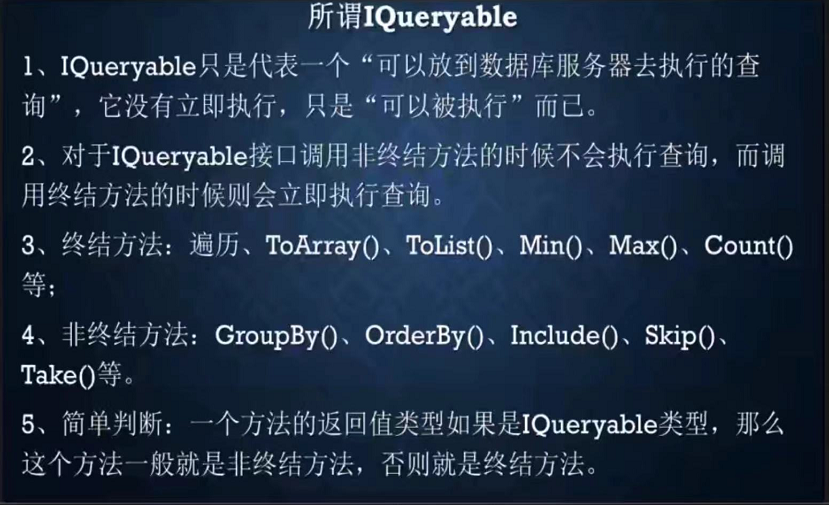 所谓IQueryable
1、IQueryable只是代表一个“可以放到数据库服务器去执行的查
询”，它没有立即执行，只是“可以被执行”而已。
2、对于IQueryable接口调用非终结方法的时候不会执行查询，而调
用终结方法的时候则会立即执行查询。
3、终结方法：遍历、ToArray()、ToList()、Min()、Max()、Count()
等；
4、非终结方法：GroupBy()、OrderBy()、Include()、Skip()、
Take()等。
5、简单判断：一个方法的返回值类型如果是IQueryable类型，那么
这个方法一般就是非终结方法，否则就是终结方法。